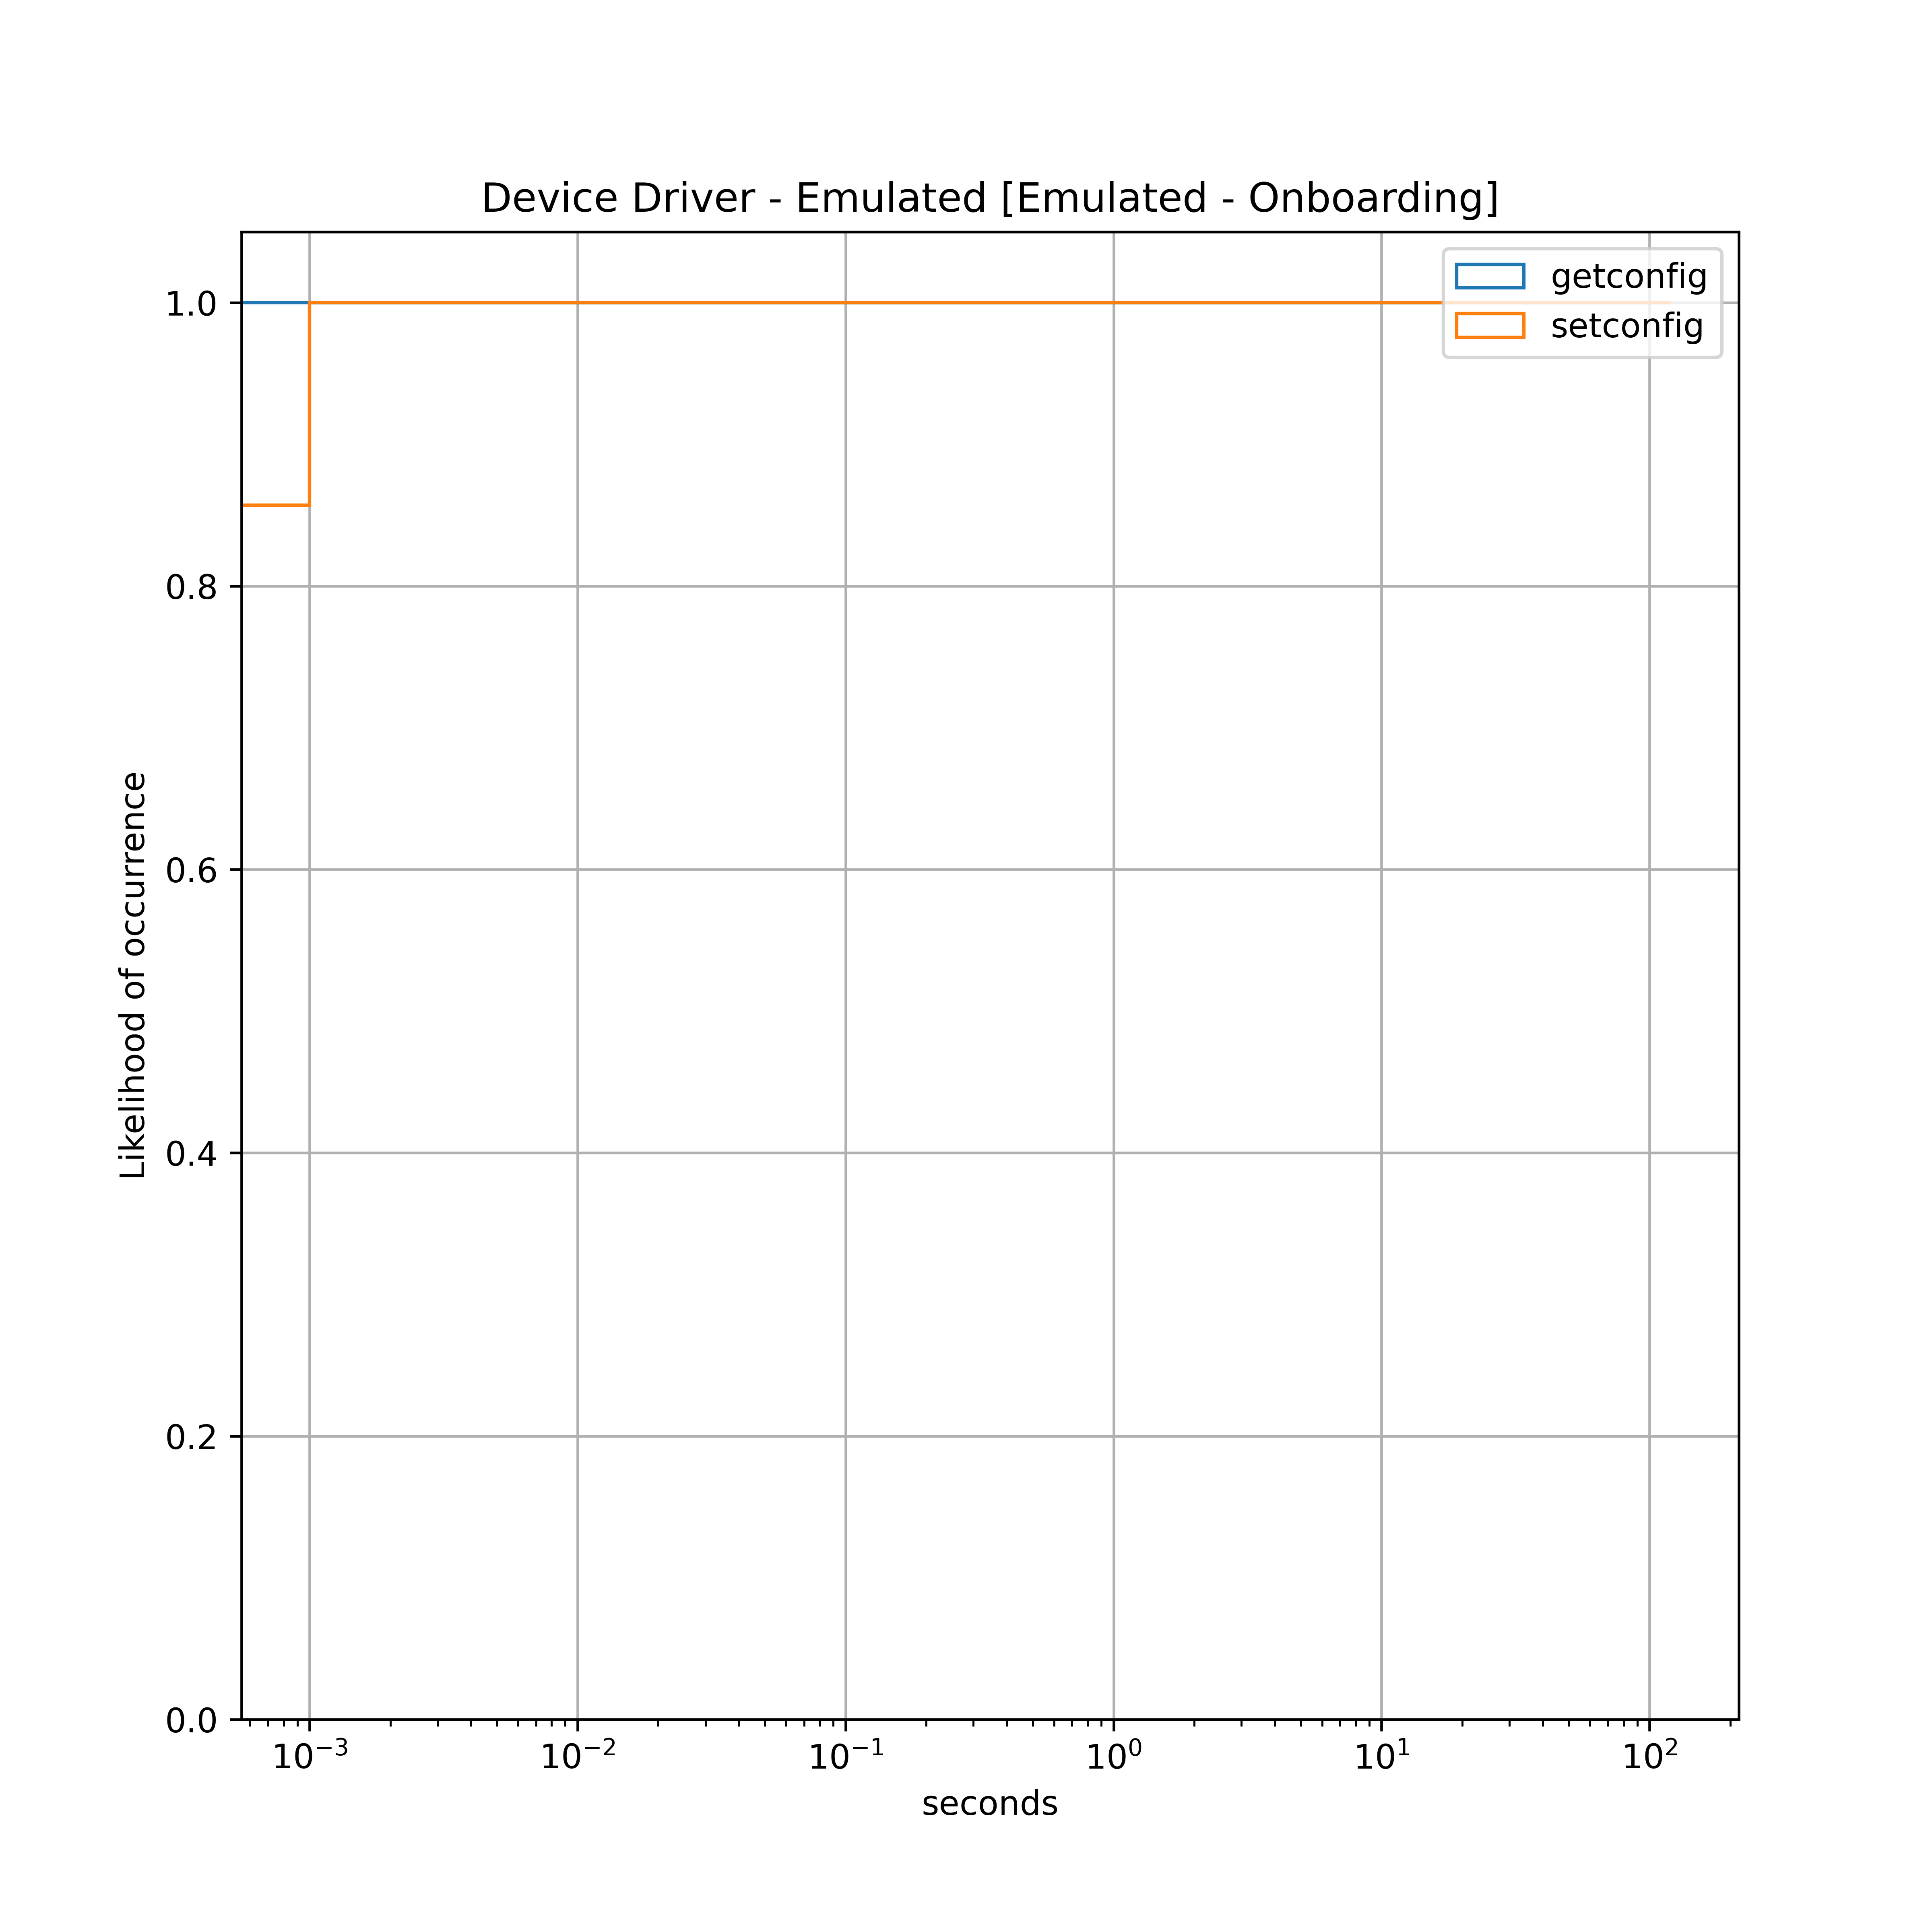 Device Driver - Emulated [Emulated - Onboarding]
getconfig
setconfig
1.0
0.8
0.6
0.4
0.2
0.0
Likelihood of occurrence
10⁻³ 10⁻² 10⁻¹ 10⁰ 10¹ 10²
seconds